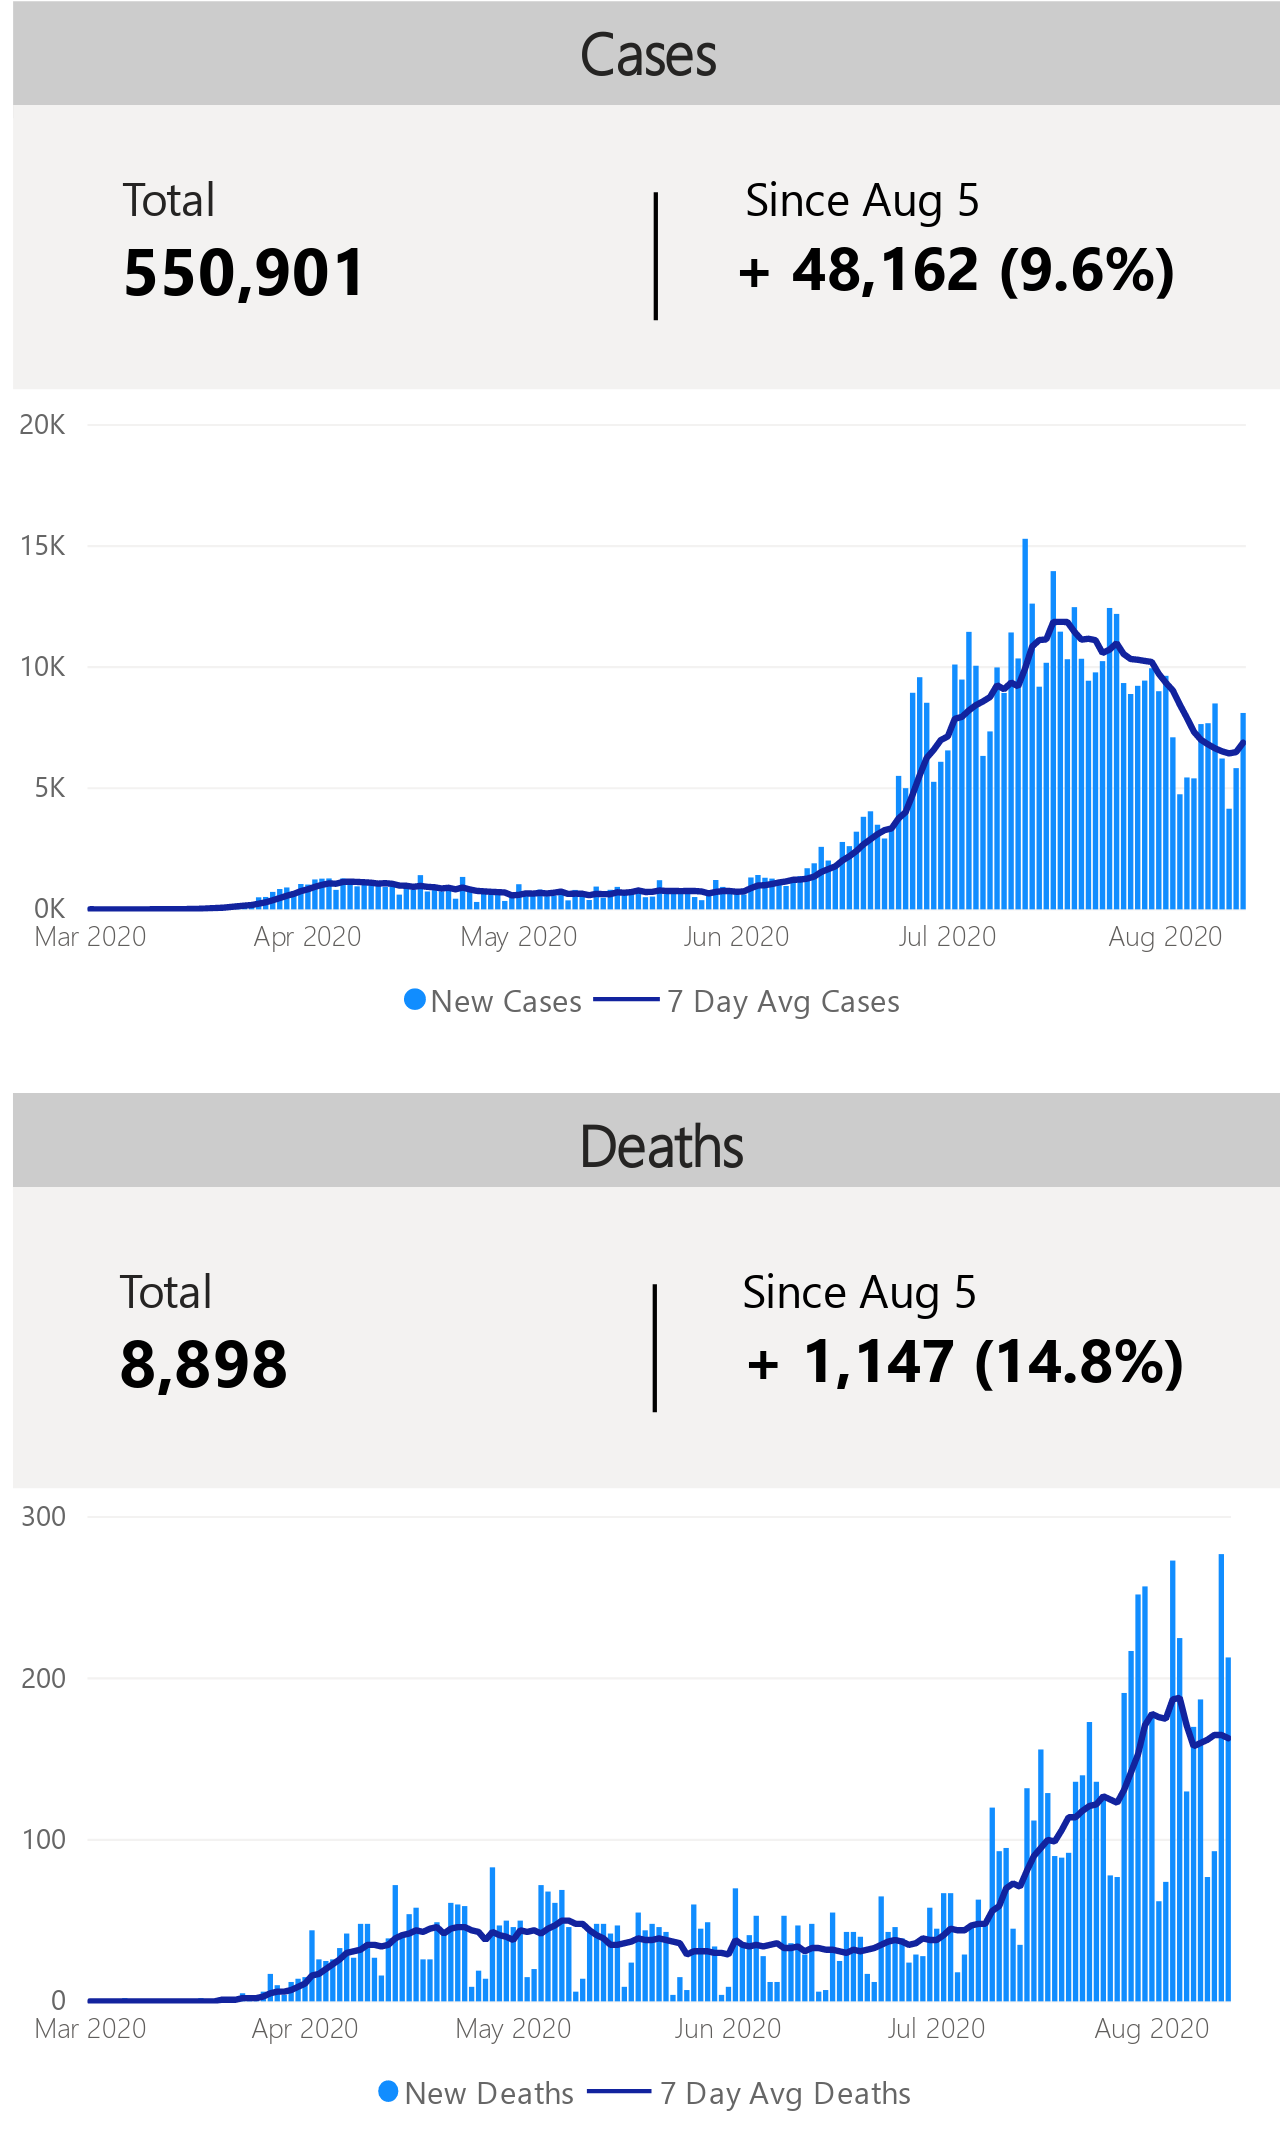 Cases
Total
Since Aug 5
550,901
+ 48,162 (9.6%)
20K
15K
10K
5K
0K
Mar 2020 Apr 2020 May 2020 Jun 2020 Jul 2020 Aug 2020
New Cases 7 Day Avg Cases
Deaths
Total
Since Aug 5
8,898
+ 1,147 (14.8%)
300
200
100
0
Mar 2020 Apr 2020 May 2020 Jun 2020 Jul 2020 Aug 2020
New Deaths 7 Day Avg Deaths